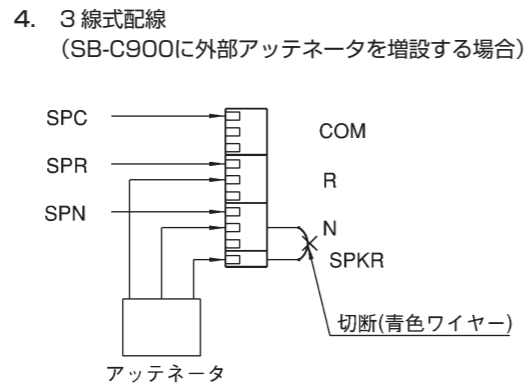 4. 3線式配線
(SB-C900に外部アッテネータを増設する場合)
SPC
COM
SPR
R
SPN
N
SPKR
切断(青色ワイヤー)
アッテネータ